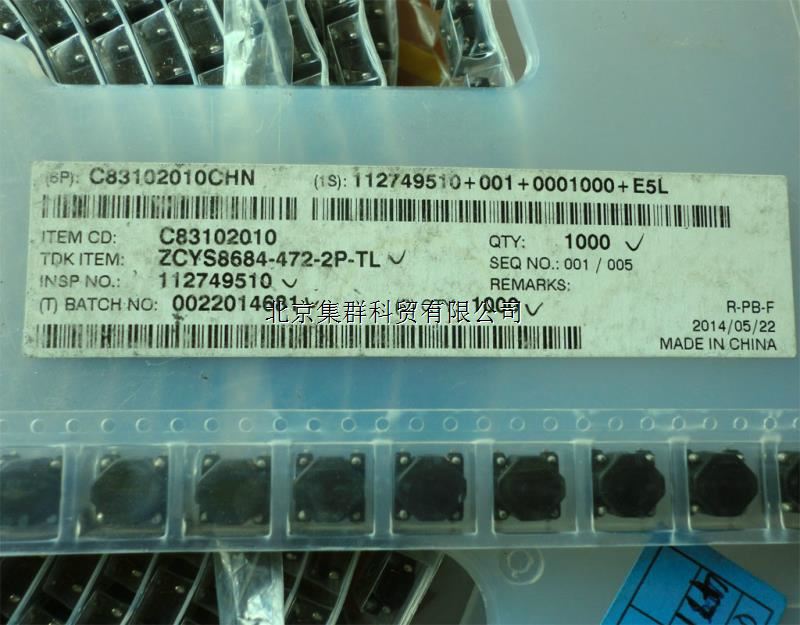 (6P): C83102010CHN (1S): 112749510+001+0001000+E5L
ITEM CD: C83102010 QTY: 1000
TDK ITEM: ZCYS8684-472-2P-TL SEQ NO.: 001 / 005
INSP NO.: 112749510 REMARKS:
(T) BATCH NO: 0022014681 1000
北京集群科贸有限公司
R-PB-F
2014/05/22
MADE IN CHINA